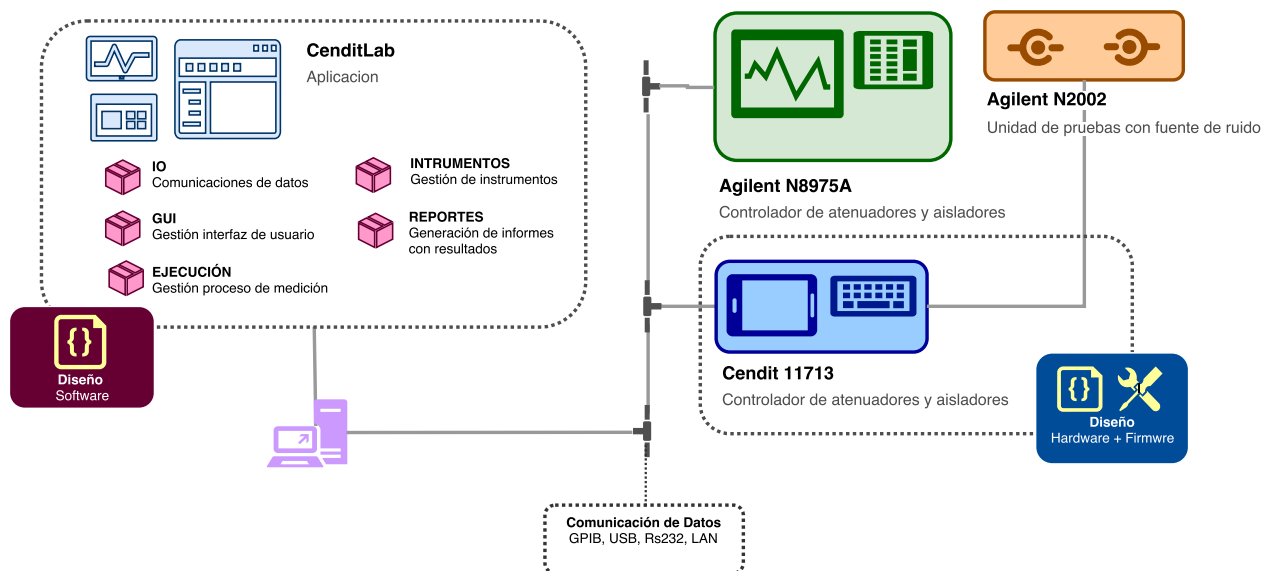 CenditLab
Aplicacion
IO
Comunicaciones de datos
GUI
Gestión interfaz de usuario
EJECUCIÓN
Gestión proceso de medición
INTRUMENTOS
Gestión de instrumentos
REPORTES
Generación de informes
con resultados
Diseño
Software
Agilent N8975A
Controlador de atenuadores y aisladores
Agilent N2002
Unidad de pruebas con fuente de ruido
Cendit 11713
Controlador de atenuadores y aisladores
Diseño
Hardware + Firmwre
Comunicación de Datos
GPIB, USB, Rs232, LAN